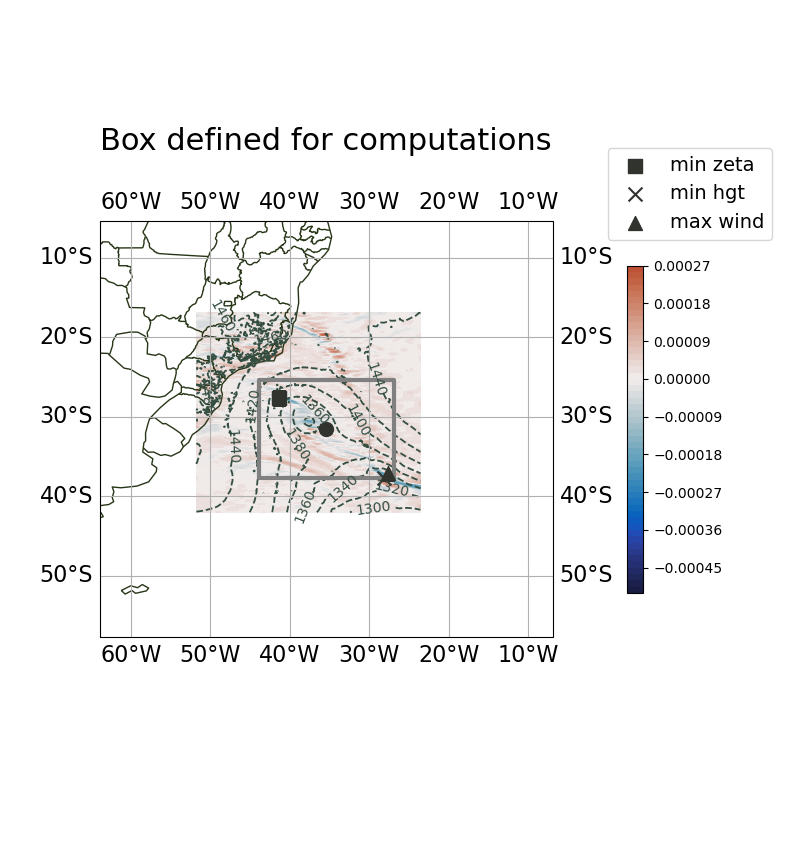 Box defined for computations
min zeta
min hgt
max wind
60°W 50°W 40°W 30°W 20°W 10°W
10°S 10°S
20°S 20°S
30°S 30°S
40°S 40°S
50°S 50°S
60°W 50°W 40°W 30°W 20°W 10°W
1460
1440
1420
1360
1400
1440
1380
1340
1320
1360
1300
0.00027
0.00018
0.00009
0.00000
−0.00009
−0.00018
−0.00027
−0.00036
−0.00045